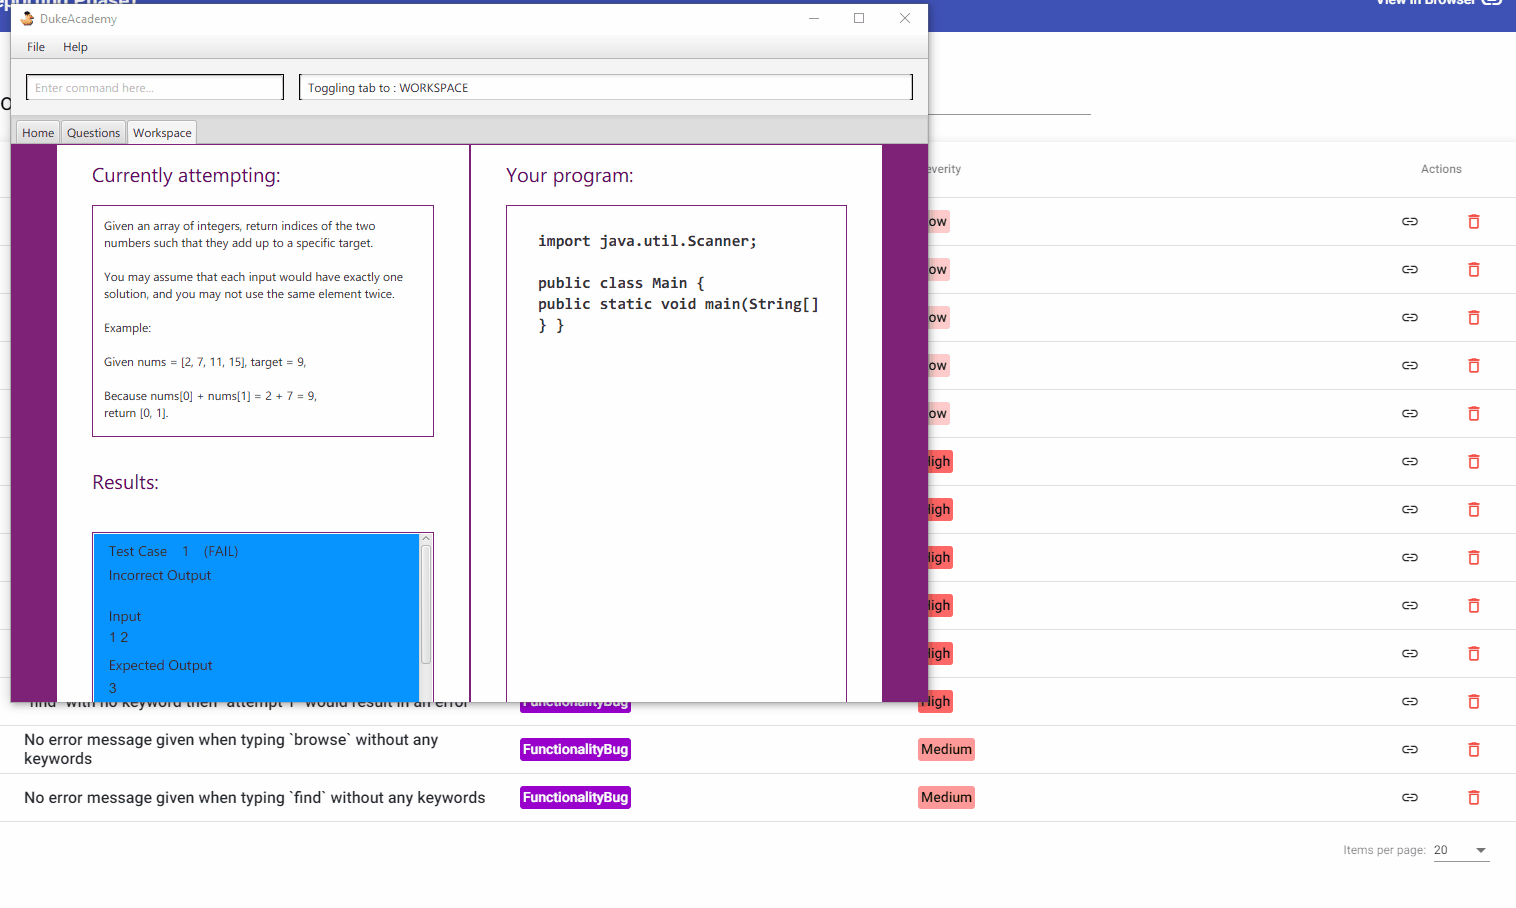 View in Browser
DukeAcademy
File Help
Enter command here...
Toggling tab to : WORKSPACE
Home Questions Workspace
Currently attempting:
Given an array of integers, return indices of the two
numbers such that they add up to a specific target.
You may assume that each input would have exactly one
solution, and you may not use the same element twice.
Example:
Given nums = [2, 7, 11, 15], target = 9,
Because nums[0] + nums[1] = 2 + 7 = 9,
return [0, 1].
Results:
Test Case 1 (FAIL)
Incorrect Output
Input
1 2
Expected Output
3
Your program:
import java.util.Scanner;
public class Main {
public static void main(String[]
} }
everity Actions
ow
ow
ow
ow
ow
High
High
High
High
High
`find` with no keyword then `attempt 1` would result in an error FunctionalityBug High
No error message given when typing `browse` without any
keywords
FunctionalityBug Medium
No error message given when typing `find` without any keywords FunctionalityBug Medium
Items per page: 20